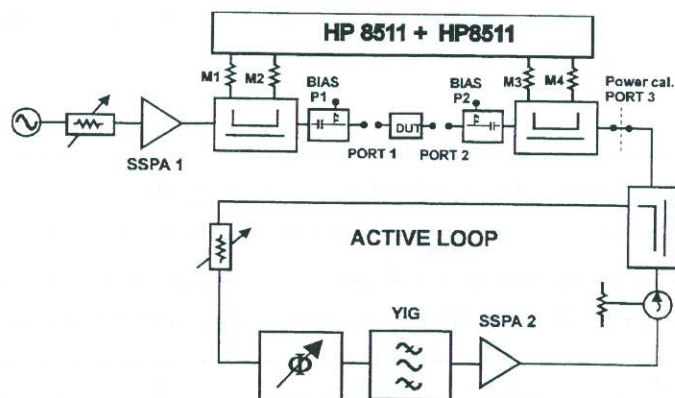 HP 8511 + HP8511
M1
M2
BIAS
P1
BIAS
P2
M3
M4
Power cal.
PORT 3
SSPA 1
PORT 1
DUT
PORT 2
ACTIVE LOOP
YIG
SSPA 2
Φ